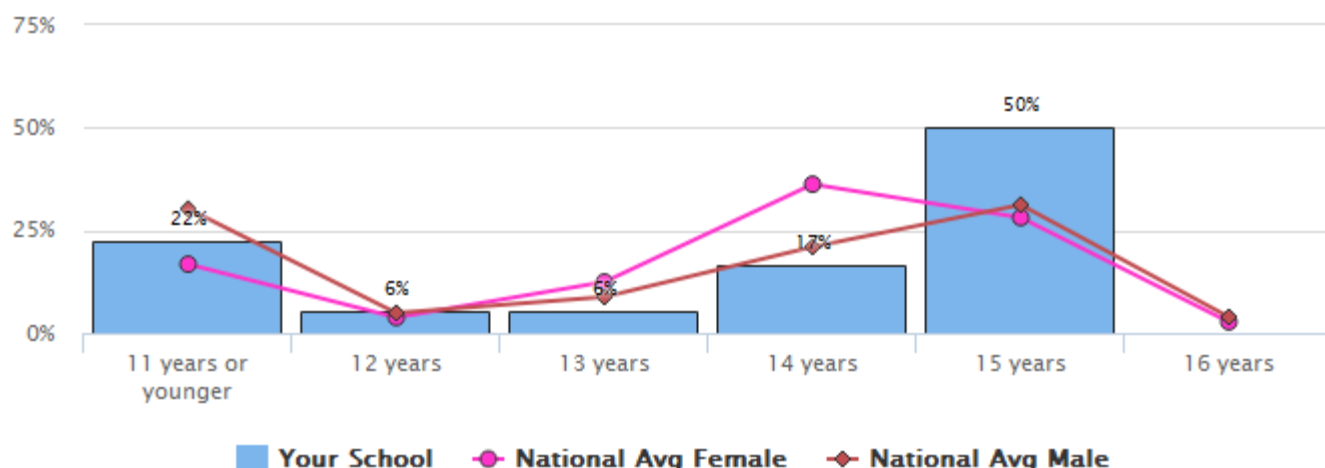 75%
50%
50%
25%
22%
17%
6%
6%
0%
11 years or younger
12 years
13 years
14 years
15 years
16 years
Your School
National Avg Female
National Avg Male